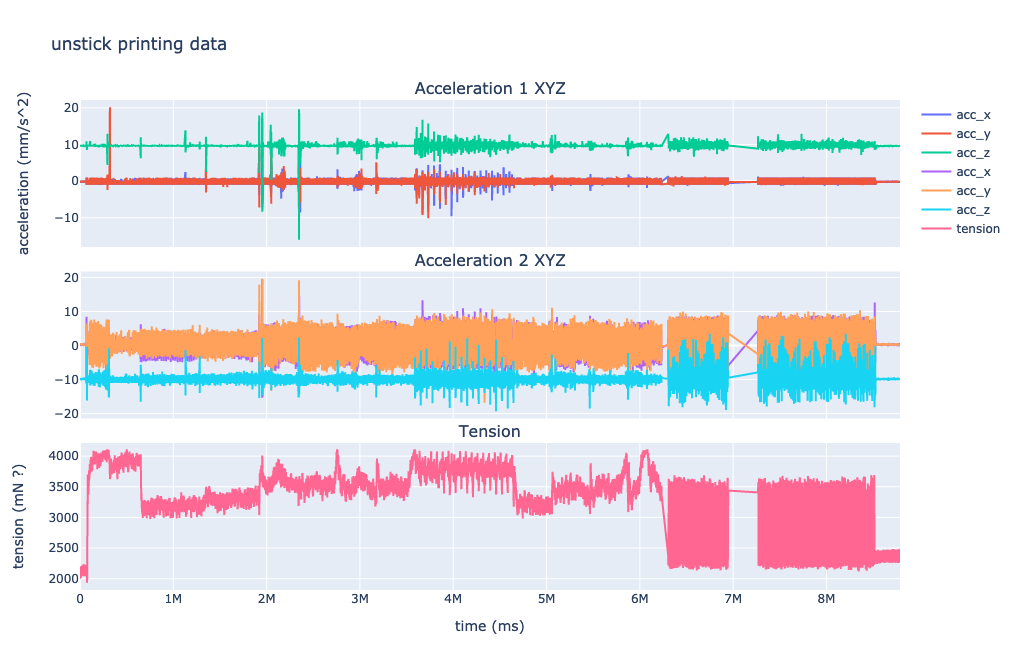 unstick printing data
Acceleration 1 XYZ
acceleration (mm/s^2)
20
10
0
−10
acc_x
acc_y
acc_z
acc_x
acc_y
acc_z
tension
Acceleration 2 XYZ
20
10
0
−10
−20
Tension
tension (mN ?)
4000
3500
3000
2500
2000
0 1M 2M 3M 4M 5M 6M 7M 8M
time (ms)